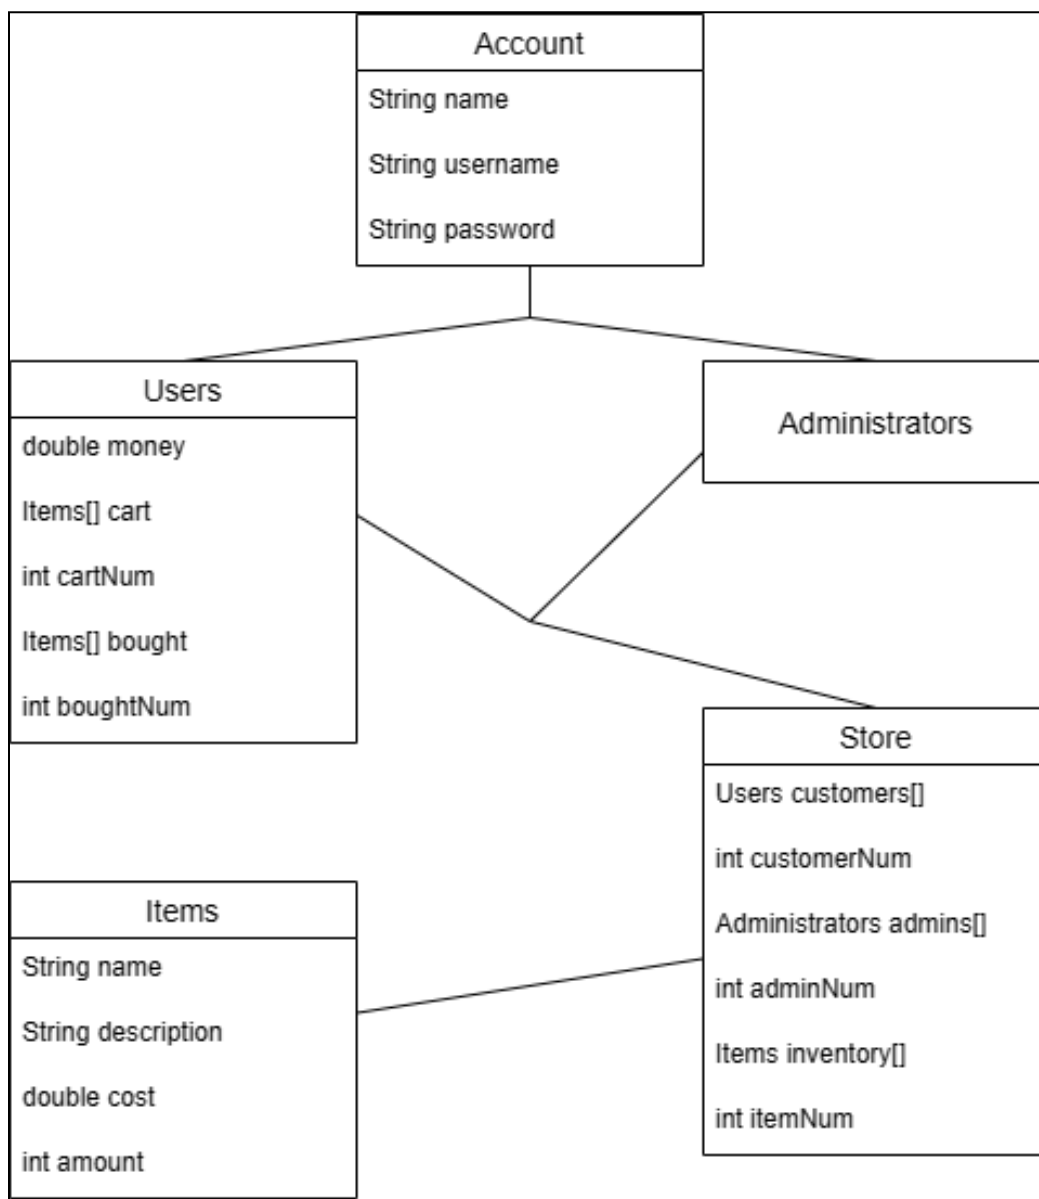 Account
String name
String username
String password
Users
double money
Items[] cart
int cartNum
Items[] bought
int boughtNum
Administrators
Store
Users customers[]
int customerNum
Administrators admins[]
int adminNum
Items inventory[]
int itemNum
Items
String name
String description
double cost
int amount